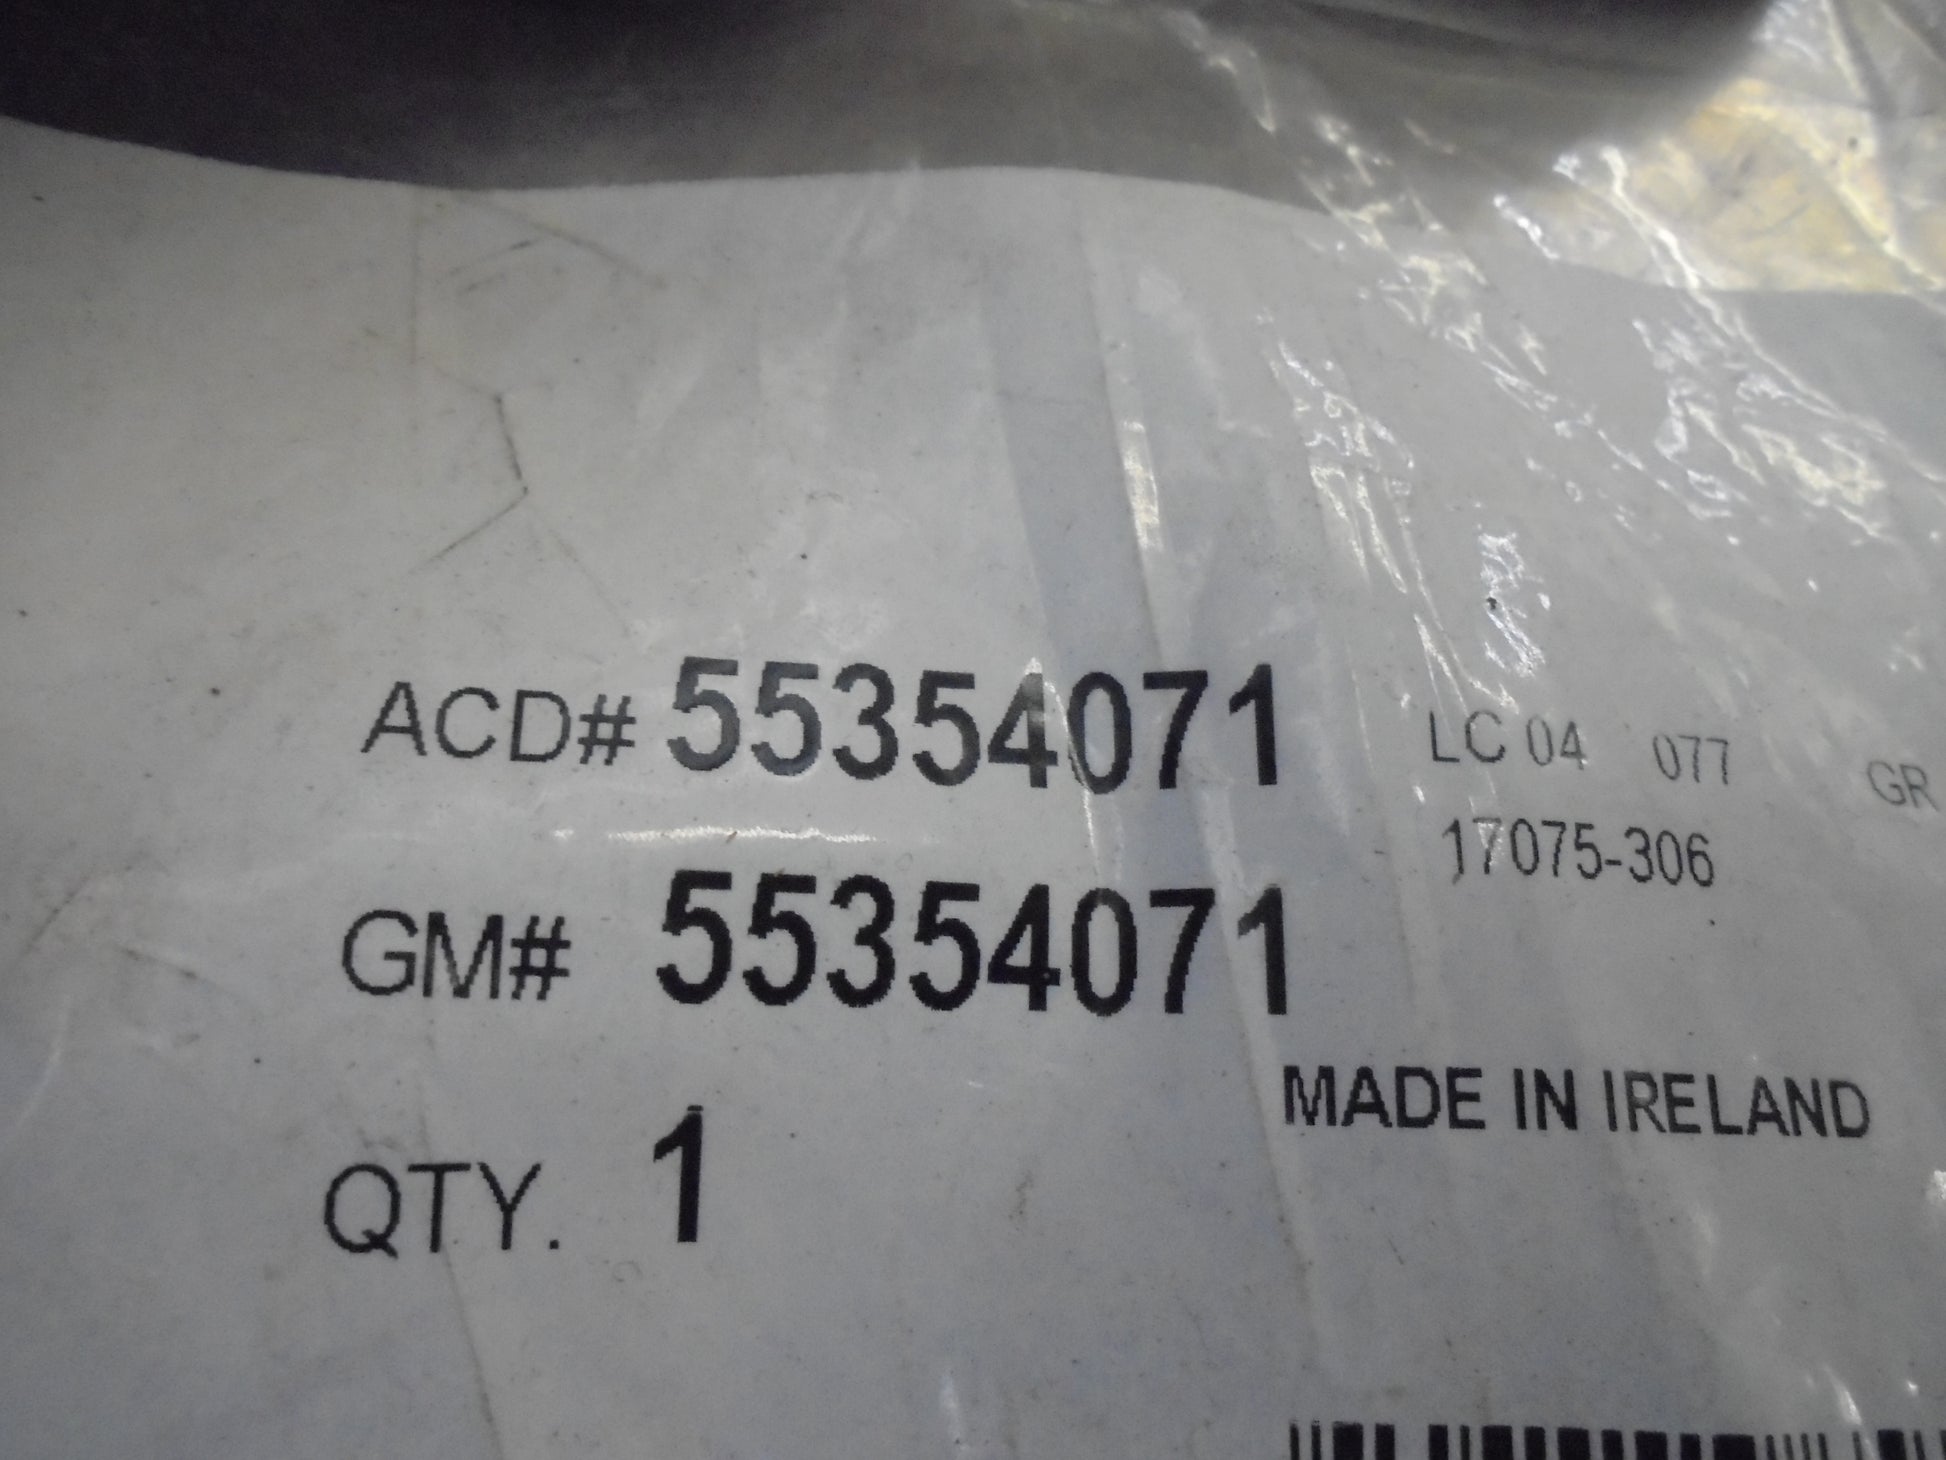 ACD# 55354071
LC 04 077 GR
17075-306
GM# 55354071
MADE IN IRELAND
QTY. 1